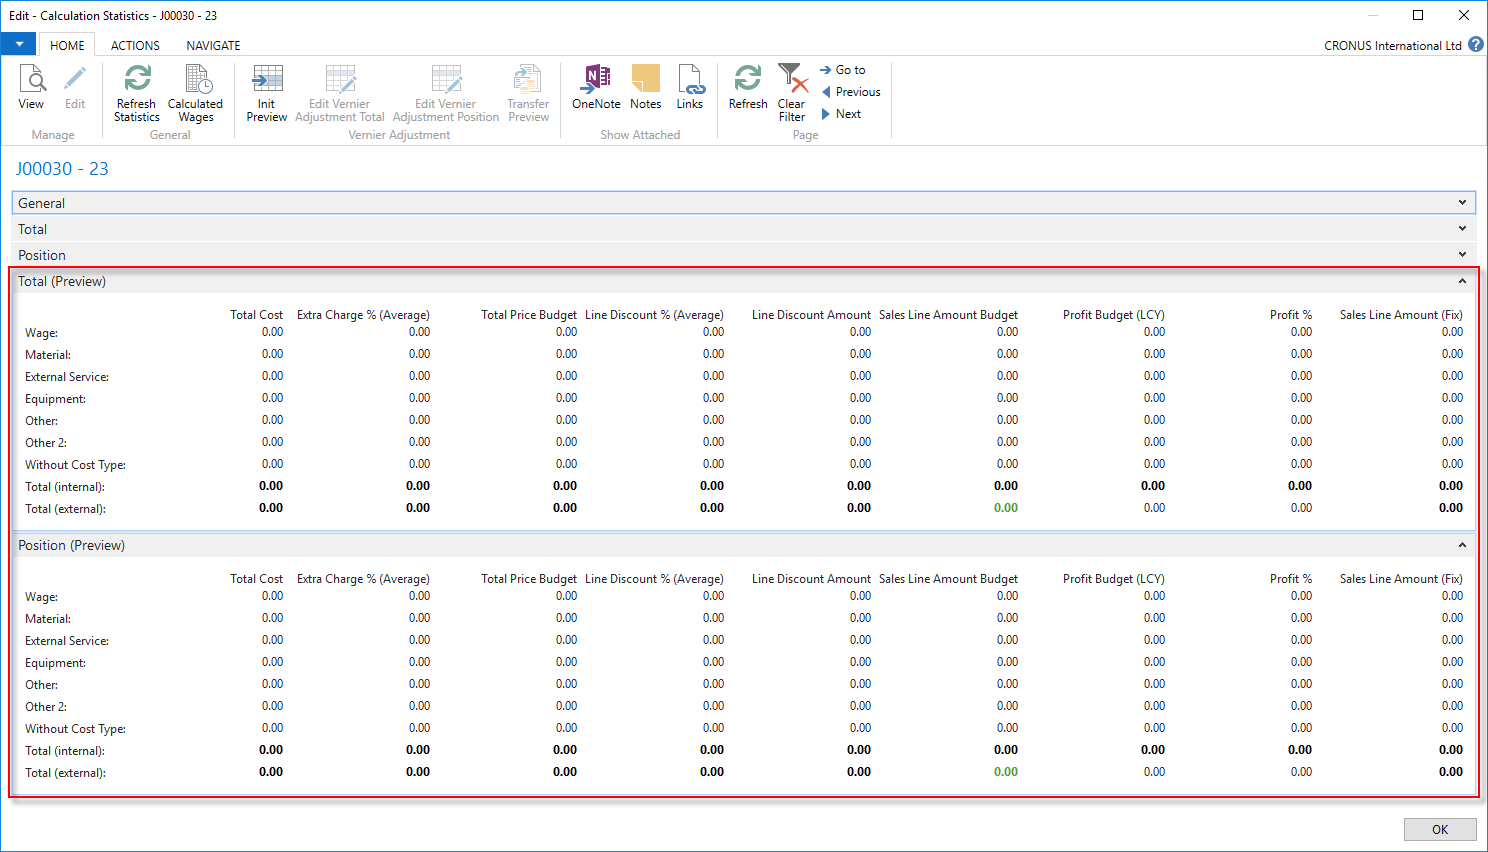 Edit - Calculation Statistics - J00030 - 23
HOME ACTIONS NAVIGATE CRONUS International Ltd ?
View Edit Refresh Statistics Calculated Wages Init Preview Edit Vernier Adjustment Total Edit Vernier Adjustment Position Transfer Preview OneNote Notes Links Refresh Clear Filter Go to Previous Next
Manage General Vernier Adjustment Show Attached Page
J00030 - 23
General
Total
Position
Total (Preview)
Total Cost Extra Charge % (Average) Total Price Budget Line Discount % (Average) Line Discount Amount Sales Line Amount Budget Profit Budget (LCY) Profit % Sales Line Amount (Fix)
Wage: 0.00 0.00 0.00 0.00 0.00 0.00 0.00 0.00 0.00
Material: 0.00 0.00 0.00 0.00 0.00 0.00 0.00 0.00 0.00
External Service: 0.00 0.00 0.00 0.00 0.00 0.00 0.00 0.00 0.00
Equipment: 0.00 0.00 0.00 0.00 0.00 0.00 0.00 0.00 0.00
Other: 0.00 0.00 0.00 0.00 0.00 0.00 0.00 0.00 0.00
Other 2: 0.00 0.00 0.00 0.00 0.00 0.00 0.00 0.00 0.00
Without Cost Type: 0.00 0.00 0.00 0.00 0.00 0.00 0.00 0.00 0.00
Total (internal): 0.00 0.00 0.00 0.00 0.00 0.00 0.00 0.00 0.00
Total (external): 0.00 0.00 0.00 0.00 0.00 0.00 0.00 0.00 0.00
Position (Preview)
Total Cost Extra Charge % (Average) Total Price Budget Line Discount % (Average) Line Discount Amount Sales Line Amount Budget Profit Budget (LCY) Profit % Sales Line Amount (Fix)
Wage: 0.00 0.00 0.00 0.00 0.00 0.00 0.00 0.00 0.00
Material: 0.00 0.00 0.00 0.00 0.00 0.00 0.00 0.00 0.00
External Service: 0.00 0.00 0.00 0.00 0.00 0.00 0.00 0.00 0.00
Equipment: 0.00 0.00 0.00 0.00 0.00 0.00 0.00 0.00 0.00
Other: 0.00 0.00 0.00 0.00 0.00 0.00 0.00 0.00 0.00
Other 2: 0.00 0.00 0.00 0.00 0.00 0.00 0.00 0.00 0.00
Without Cost Type: 0.00 0.00 0.00 0.00 0.00 0.00 0.00 0.00 0.00
Total (internal): 0.00 0.00 0.00 0.00 0.00 0.00 0.00 0.00 0.00
Total (external): 0.00 0.00 0.00 0.00 0.00 0.00 0.00 0.00 0.00
OK